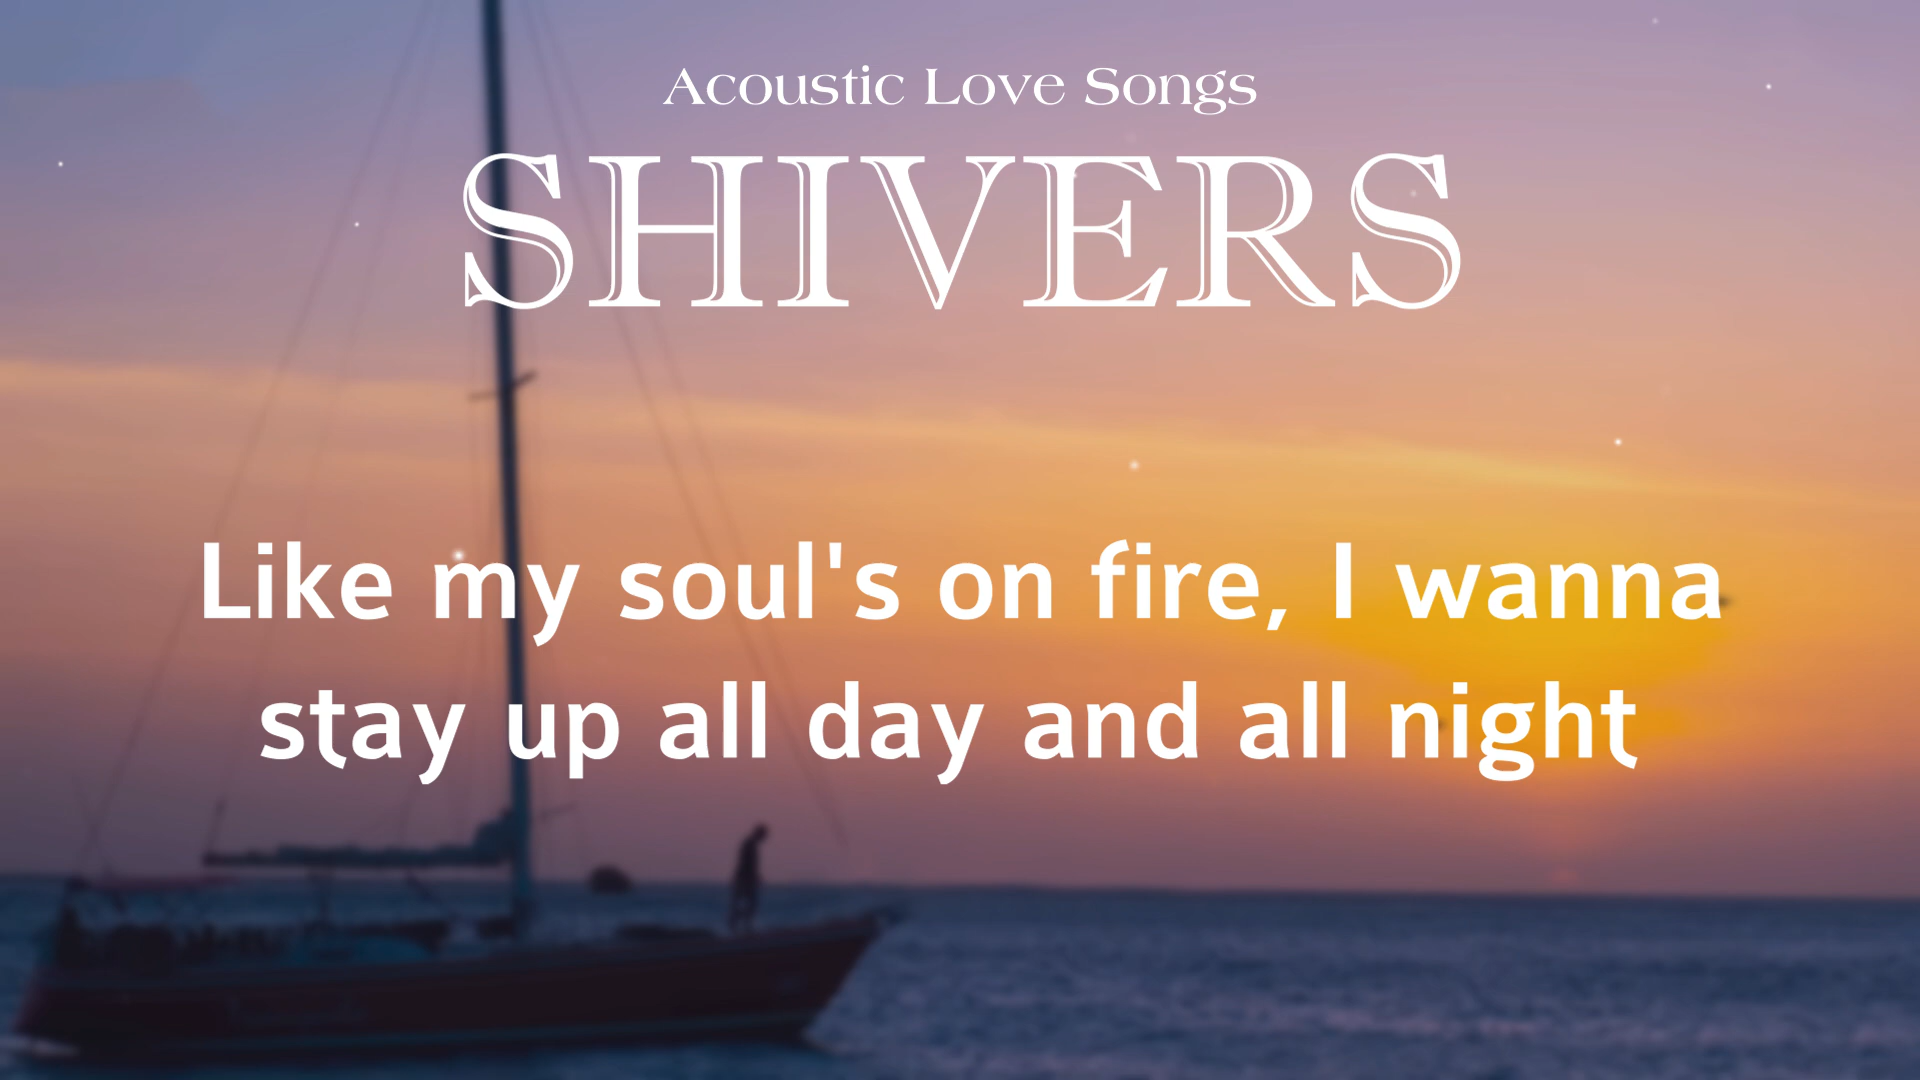 Acoustic Love Songs
SHIVERS
Like my soul's on fire, I wanna
stay up all day and all night